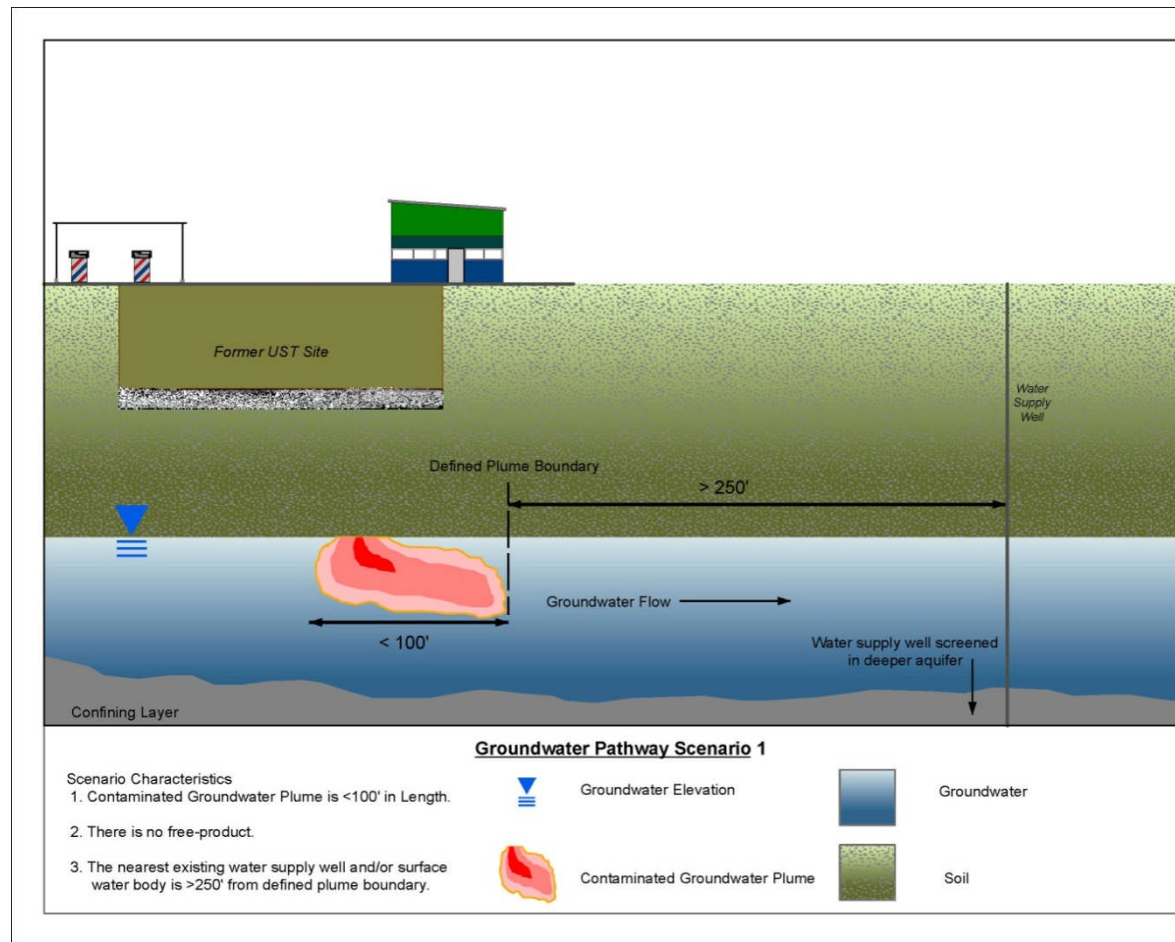 Former UST Site
Water
Supply
Well
Defined Plume Boundary
> 250'
Groundwater Flow
< 100'
Water supply well screened
in deeper aquifer
Confining Layer
Groundwater Pathway Scenario 1
Scenario Characteristics
1. Contaminated Groundwater Plume is <100' in Length.
2. There is no free-product.
3. The nearest existing water supply well and/or surface
water body is >250' from defined plume boundary.
Groundwater Elevation
Groundwater
Contaminated Groundwater Plume
Soil